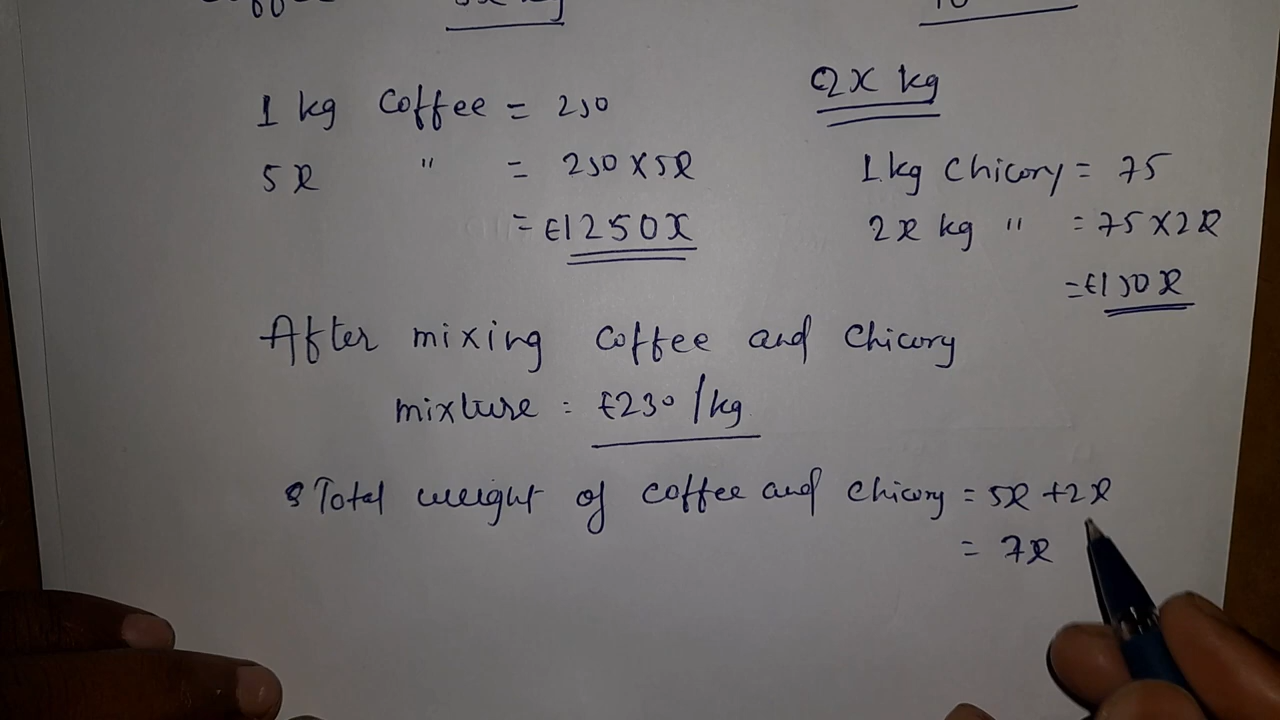 Coffee
1 kg Coffee = 250
5x " = 250 x 5x
= ₹1250x
2x kg
1 kg Chicory = 75
2x kg " = 75 x 2x
= ₹150x
After mixing Coffee and Chicory
mixture = ₹230/kg
Total weight of Coffee and Chicory = 5x + 2x
= 7x